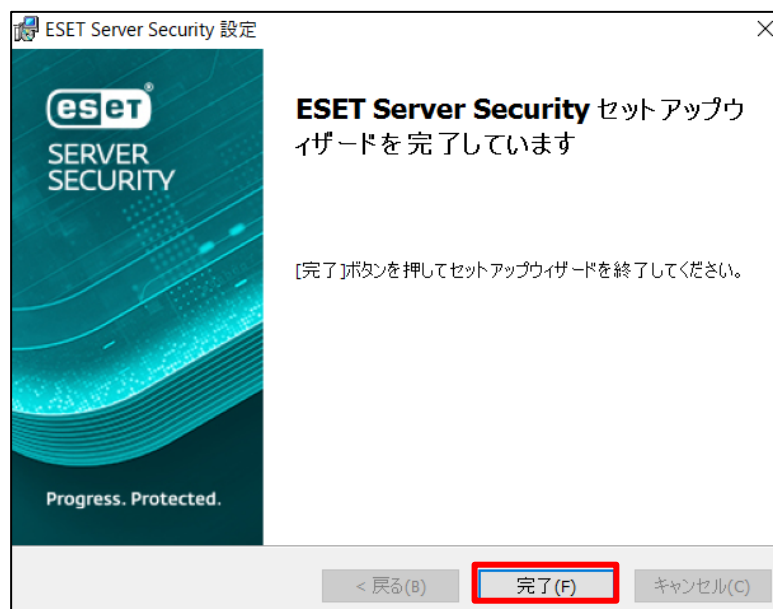 ESET Server Security 設定
eset®
SERVER
SECURITY
Progress. Protected.
ESET Server Security セットアップウ
ィザードを完了しています
[完了]ボタンを押してセットアップウィザードを終了してください。
< 戻る(B)
完了(F)
キャンセル(C)